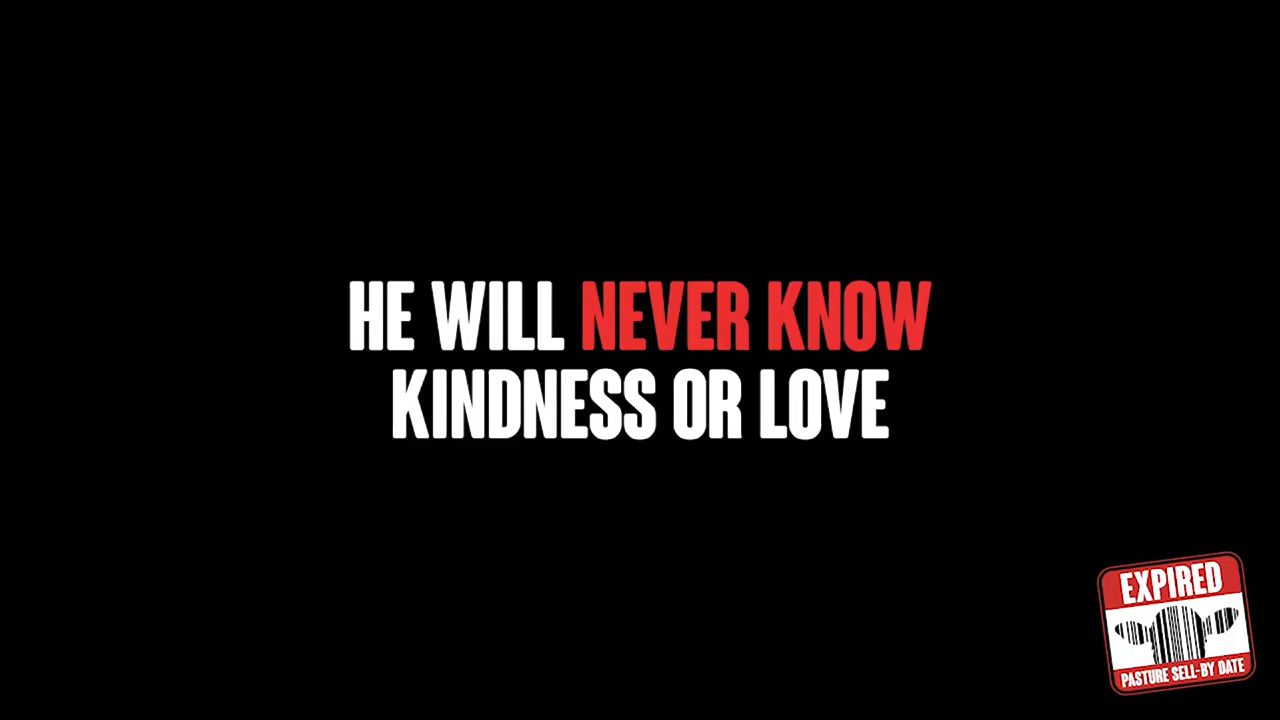 HE WILL NEVER KNOW
KINDNESS OR LOVE
EXPIRED
PASTURE SELL-BY DATE